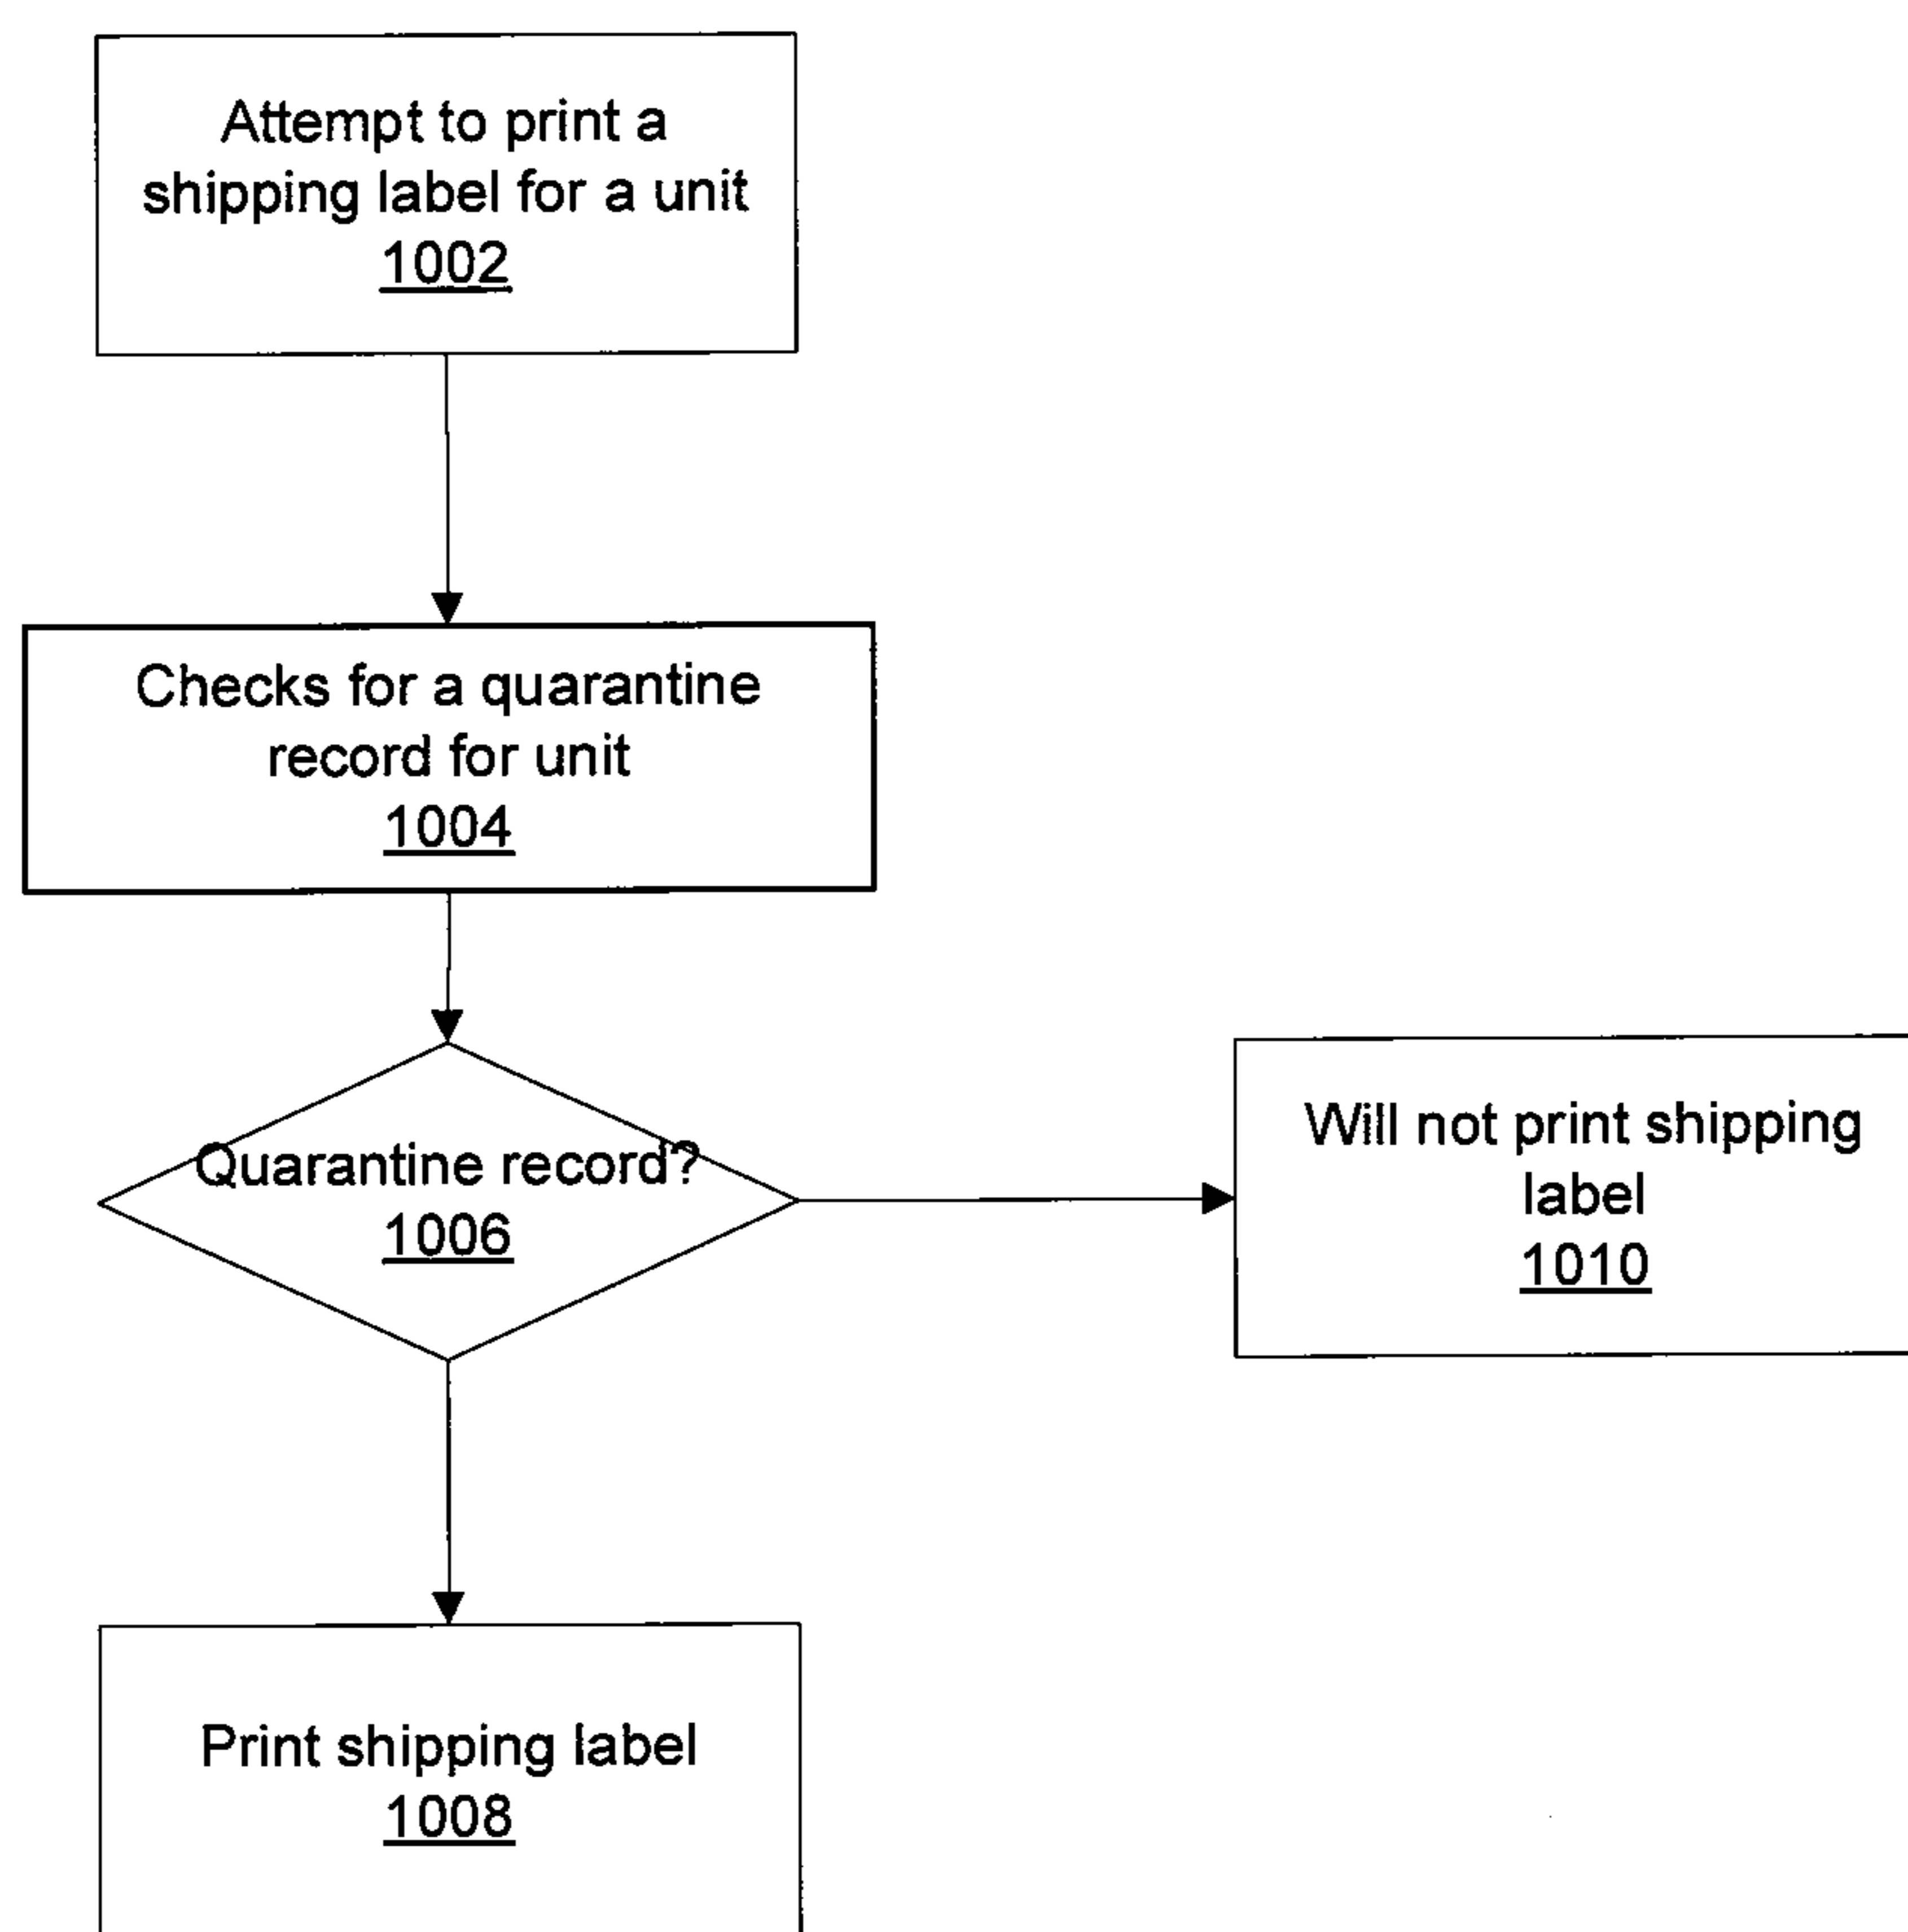 Attempt to print a
shipping label for a unit
1002
Checks for a quarantine
record for unit
1004
Quarantine record?
1006
Will not print shipping
label
1010
Print shipping label
1008